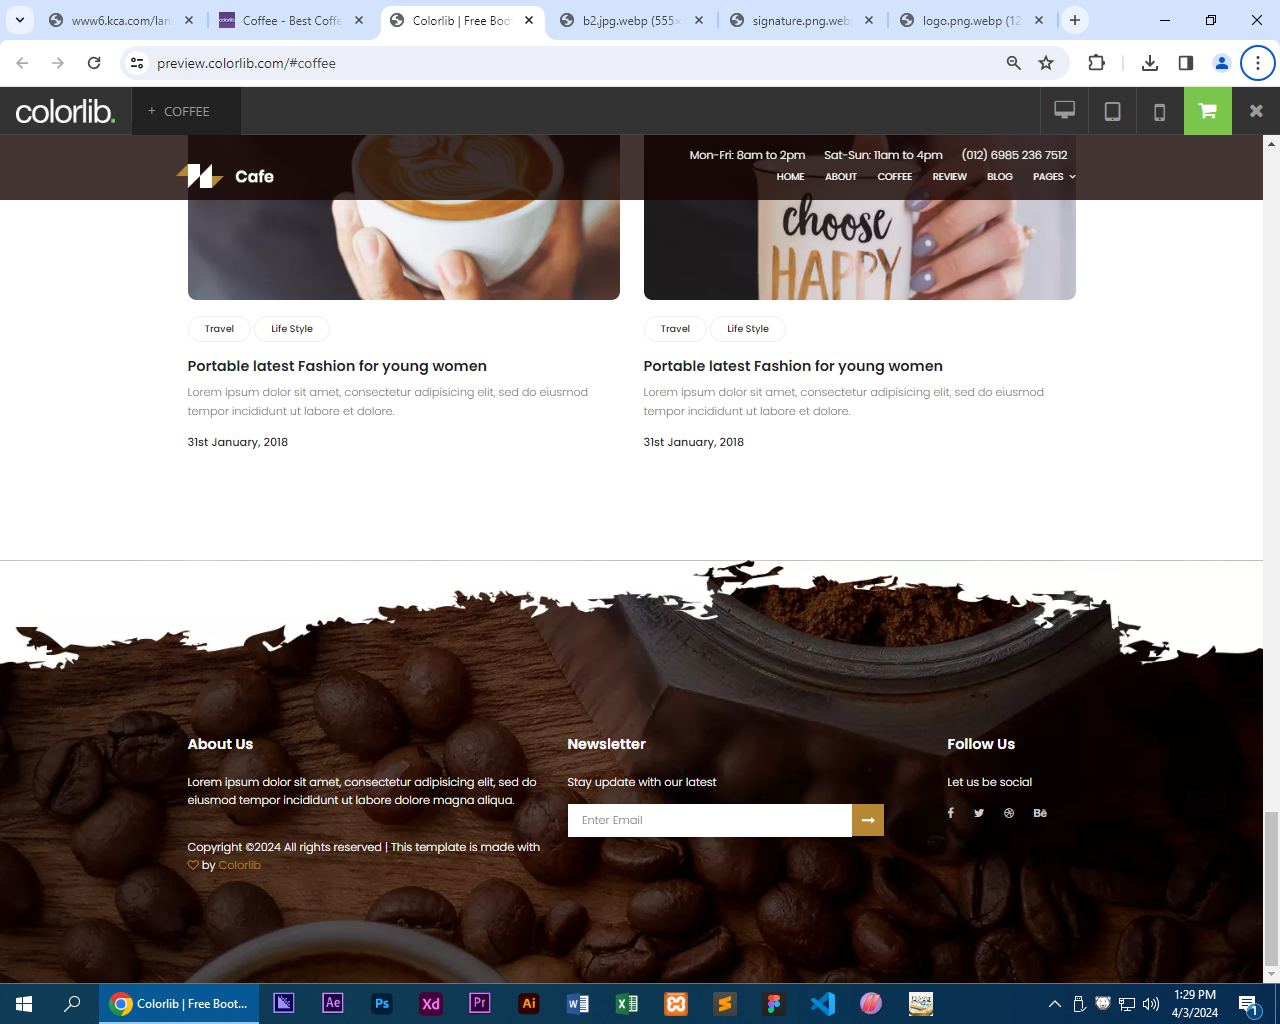 www6.kca.com/lan
Coffee - Best Coffe
Colorlib | Free Boo
b2.jpg.webp (555×
signature.png.web
logo.png.webp (12
preview.colorlib.com/#coffee
colorlib.
+ COFFEE
Mon-Fri: 8am to 2pm Sat-Sun: 11am to 4pm (012) 6985 236 7512
Cafe
HOME ABOUT COFFEE REVIEW BLOG PAGES
choose
HAPPY
Travel Life Style
Portable latest Fashion for young women
Lorem ipsum dolor sit amet, consectetur adipisicing elit, sed do eiusmod
tempor incididunt ut labore et dolore.
31st January, 2018
Travel Life Style
Portable latest Fashion for young women
Lorem ipsum dolor sit amet, consectetur adipisicing elit, sed do eiusmod
tempor incididunt ut labore et dolore.
31st January, 2018
About Us
Lorem ipsum dolor sit amet, consectetur adipisicing elit, sed do
eiusmod tempor incididunt ut labore dolore magna aliqua.
Copyright ©2024 All rights reserved | This template is made with
by Colorlib
Newsletter
Stay update with our latest
Enter Email
Follow Us
Let us be social
Bē
Colorlib | Free Boot...
Ae
Ps
Xd
Pr
Ai
1:29 PM
4/3/2024
1